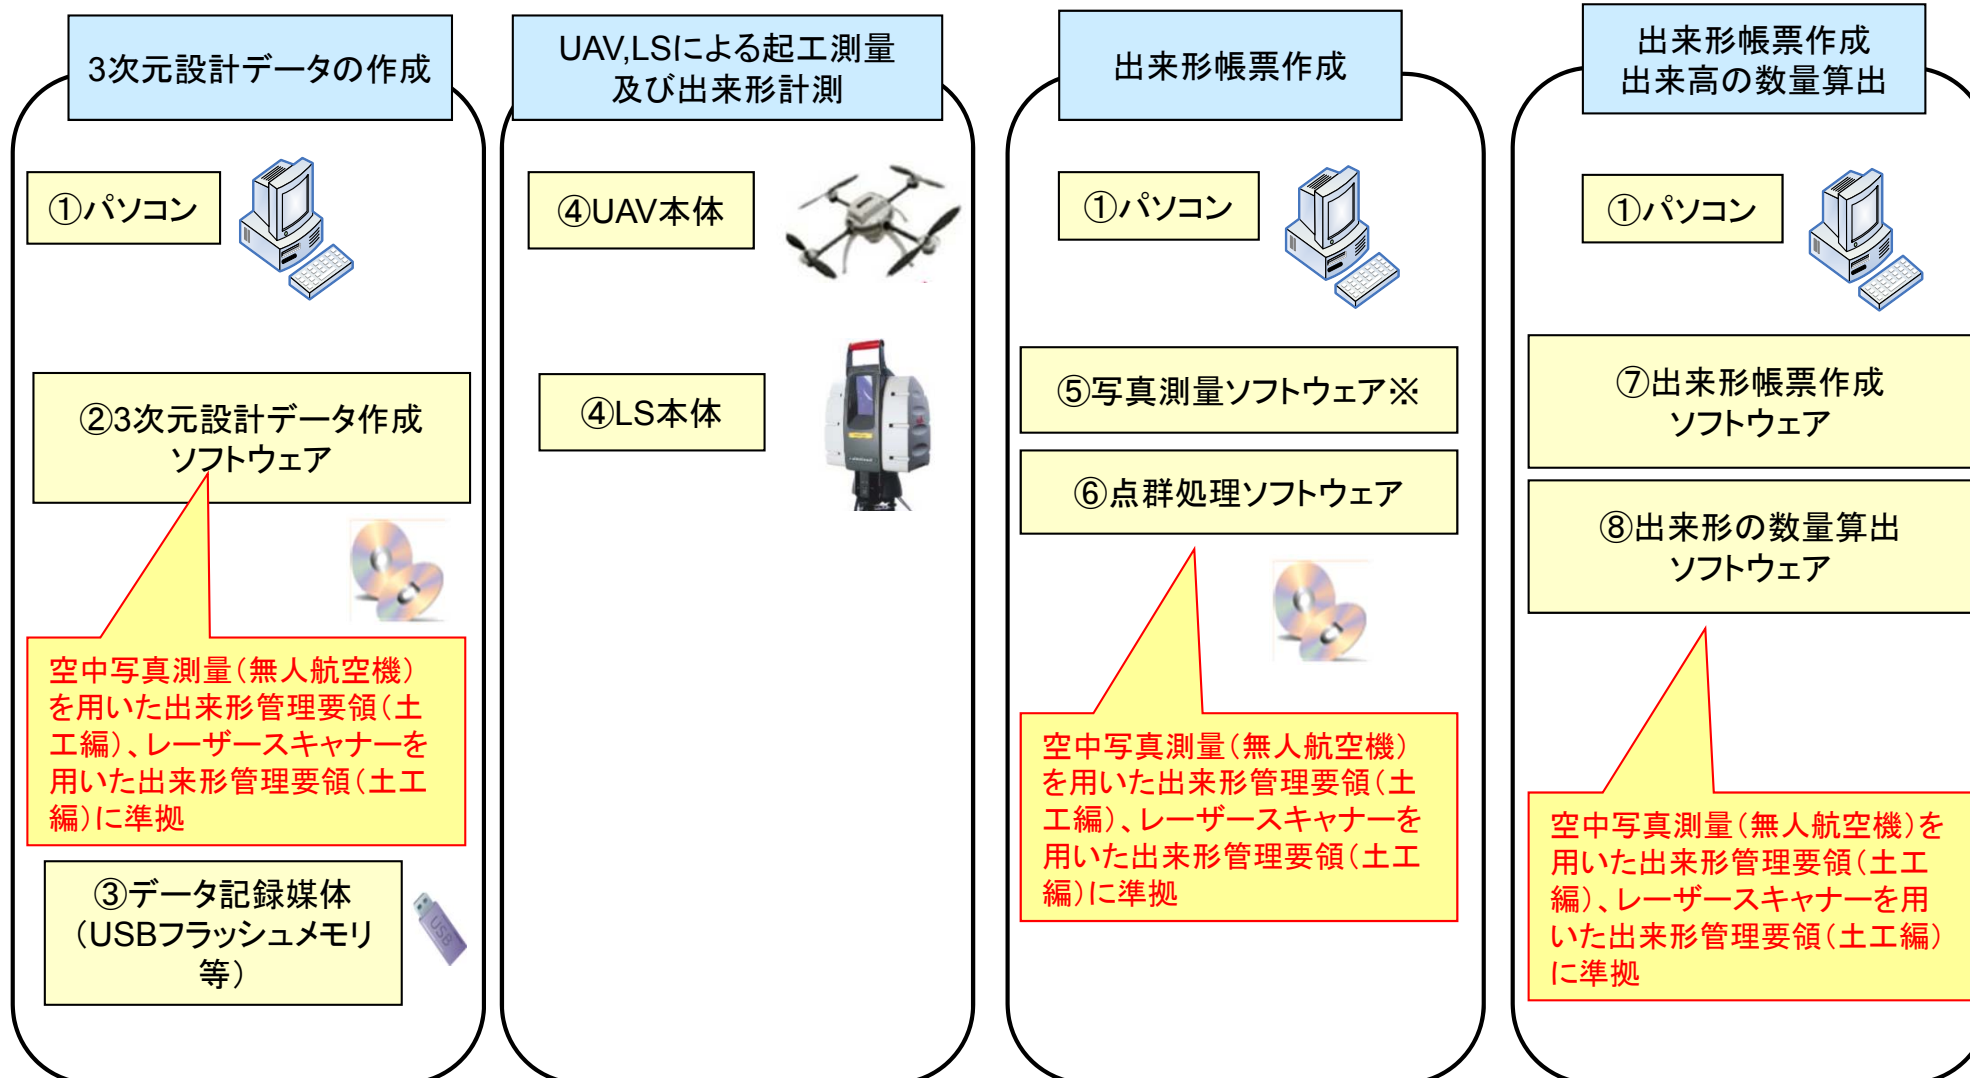 3次元設計データの作成
①パソコン
②3次元設計データ作成
ソフトウェア
空中写真測量(無人航空機)
を用いた出来形管理要領(土
工編)、レーザースキャナーを
用いた出来形管理要領(土工
編)に準拠
③データ記録媒体
(USBフラッシュメモリ
等)
USB
UAV,LSによる起工測量
及び出来形計測
④UAV本体
④LS本体
出来形帳票作成
①パソコン
⑤写真測量ソフトウェア※
⑥点群処理ソフトウェア
空中写真測量(無人航空機)
を用いた出来形管理要領(土
工編)、レーザースキャナーを
用いた出来形管理要領(土工
編)に準拠
出来形帳票作成
出来高の数量算出
①パソコン
⑦出来形帳票作成
ソフトウェア
⑧出来形の数量算出
ソフトウェア
空中写真測量(無人航空機)を
用いた出来形管理要領(土工
編)、レーザースキャナーを用
いた出来形管理要領(土工編)
に準拠